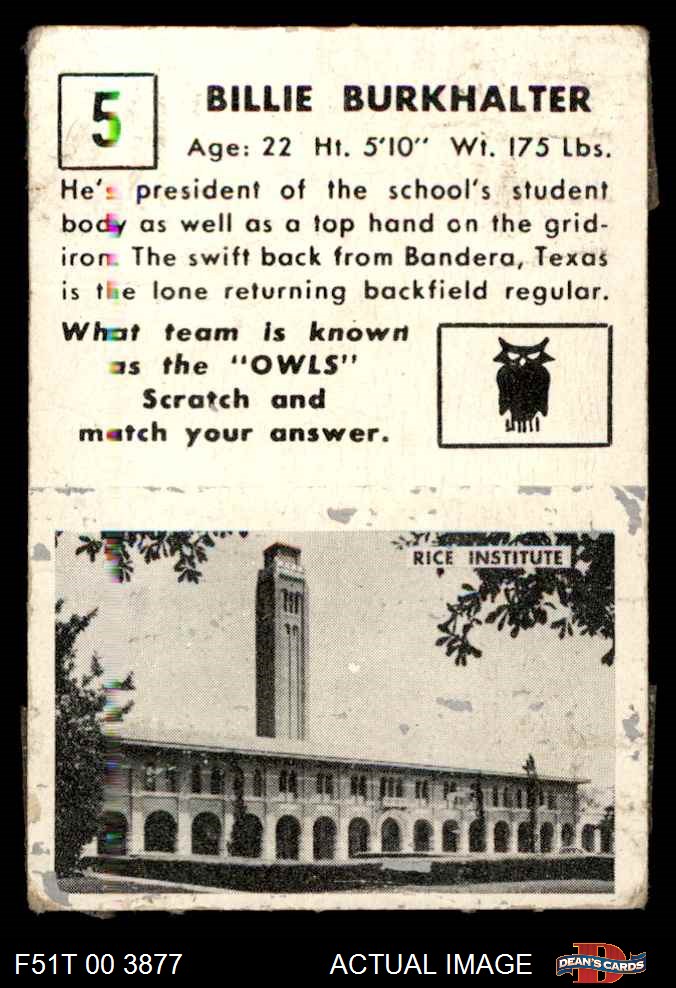 5
BILLIE BURKHALTER
Age: 22 Ht. 5'10" Wt. 175 Lbs.
He's president of the school's student
body as well as a top hand on the grid-
iron. The swift back from Bandera, Texas
is the lone returning backfield regular.
What team is known
as the "OWLS"
Scratch and
match your answer.
RICE INSTITUTE
F51T 00 3877
ACTUAL IMAGE
D
DEAN'S CARDS